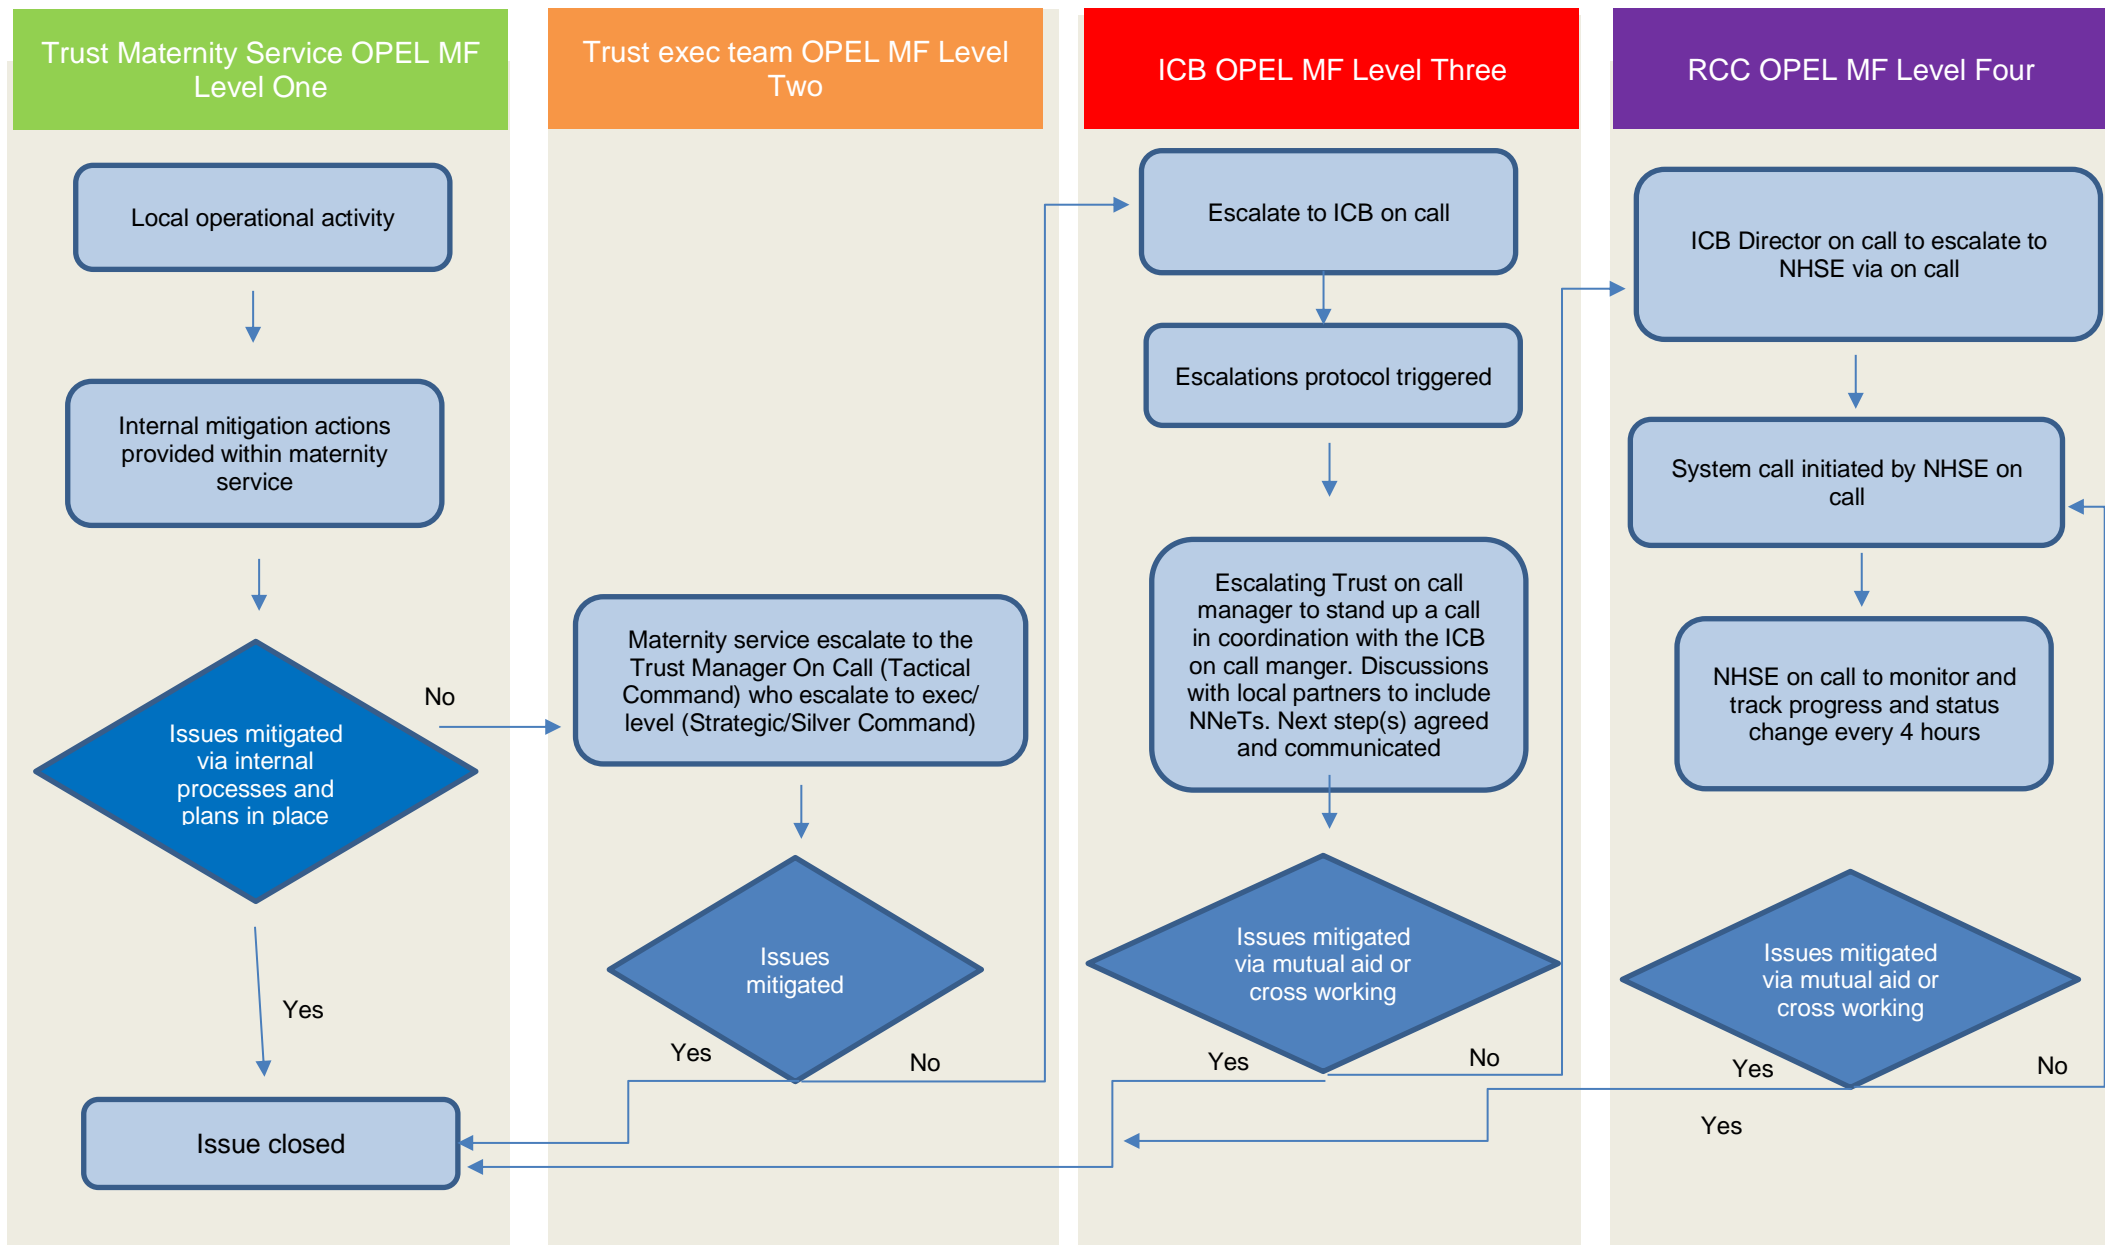 Trust Maternity Service OPEL MF
Level One
Local operational activity
Internal mitigation actions
provided within maternity
service
Issues mitigated
via internal
processes and
plans in place
No
Yes
Issue closed
Trust exec team OPEL MF Level
Two
Maternity service escalate to the
Trust Manager On Call (Tactical
Command) who escalate to exec/
level (Strategic/Silver Command)
Issues
mitigated
Yes
No
ICB OPEL MF Level Three
Escalate to ICB on call
Escalations protocol triggered
Escalating Trust on call
manager to stand up a call
in coordination with the ICB
on call manger. Discussions
with local partners to include
NNeTs. Next step(s) agreed
and communicated
Issues mitigated
via mutual aid or
cross working
Yes
No
RCC OPEL MF Level Four
ICB Director on call to escalate to
NHSE via on call
System call initiated by NHSE on
call
NHSE on call to monitor and
track progress and status
change every 4 hours
Issues mitigated
via mutual aid or
cross working
Yes
No
Yes